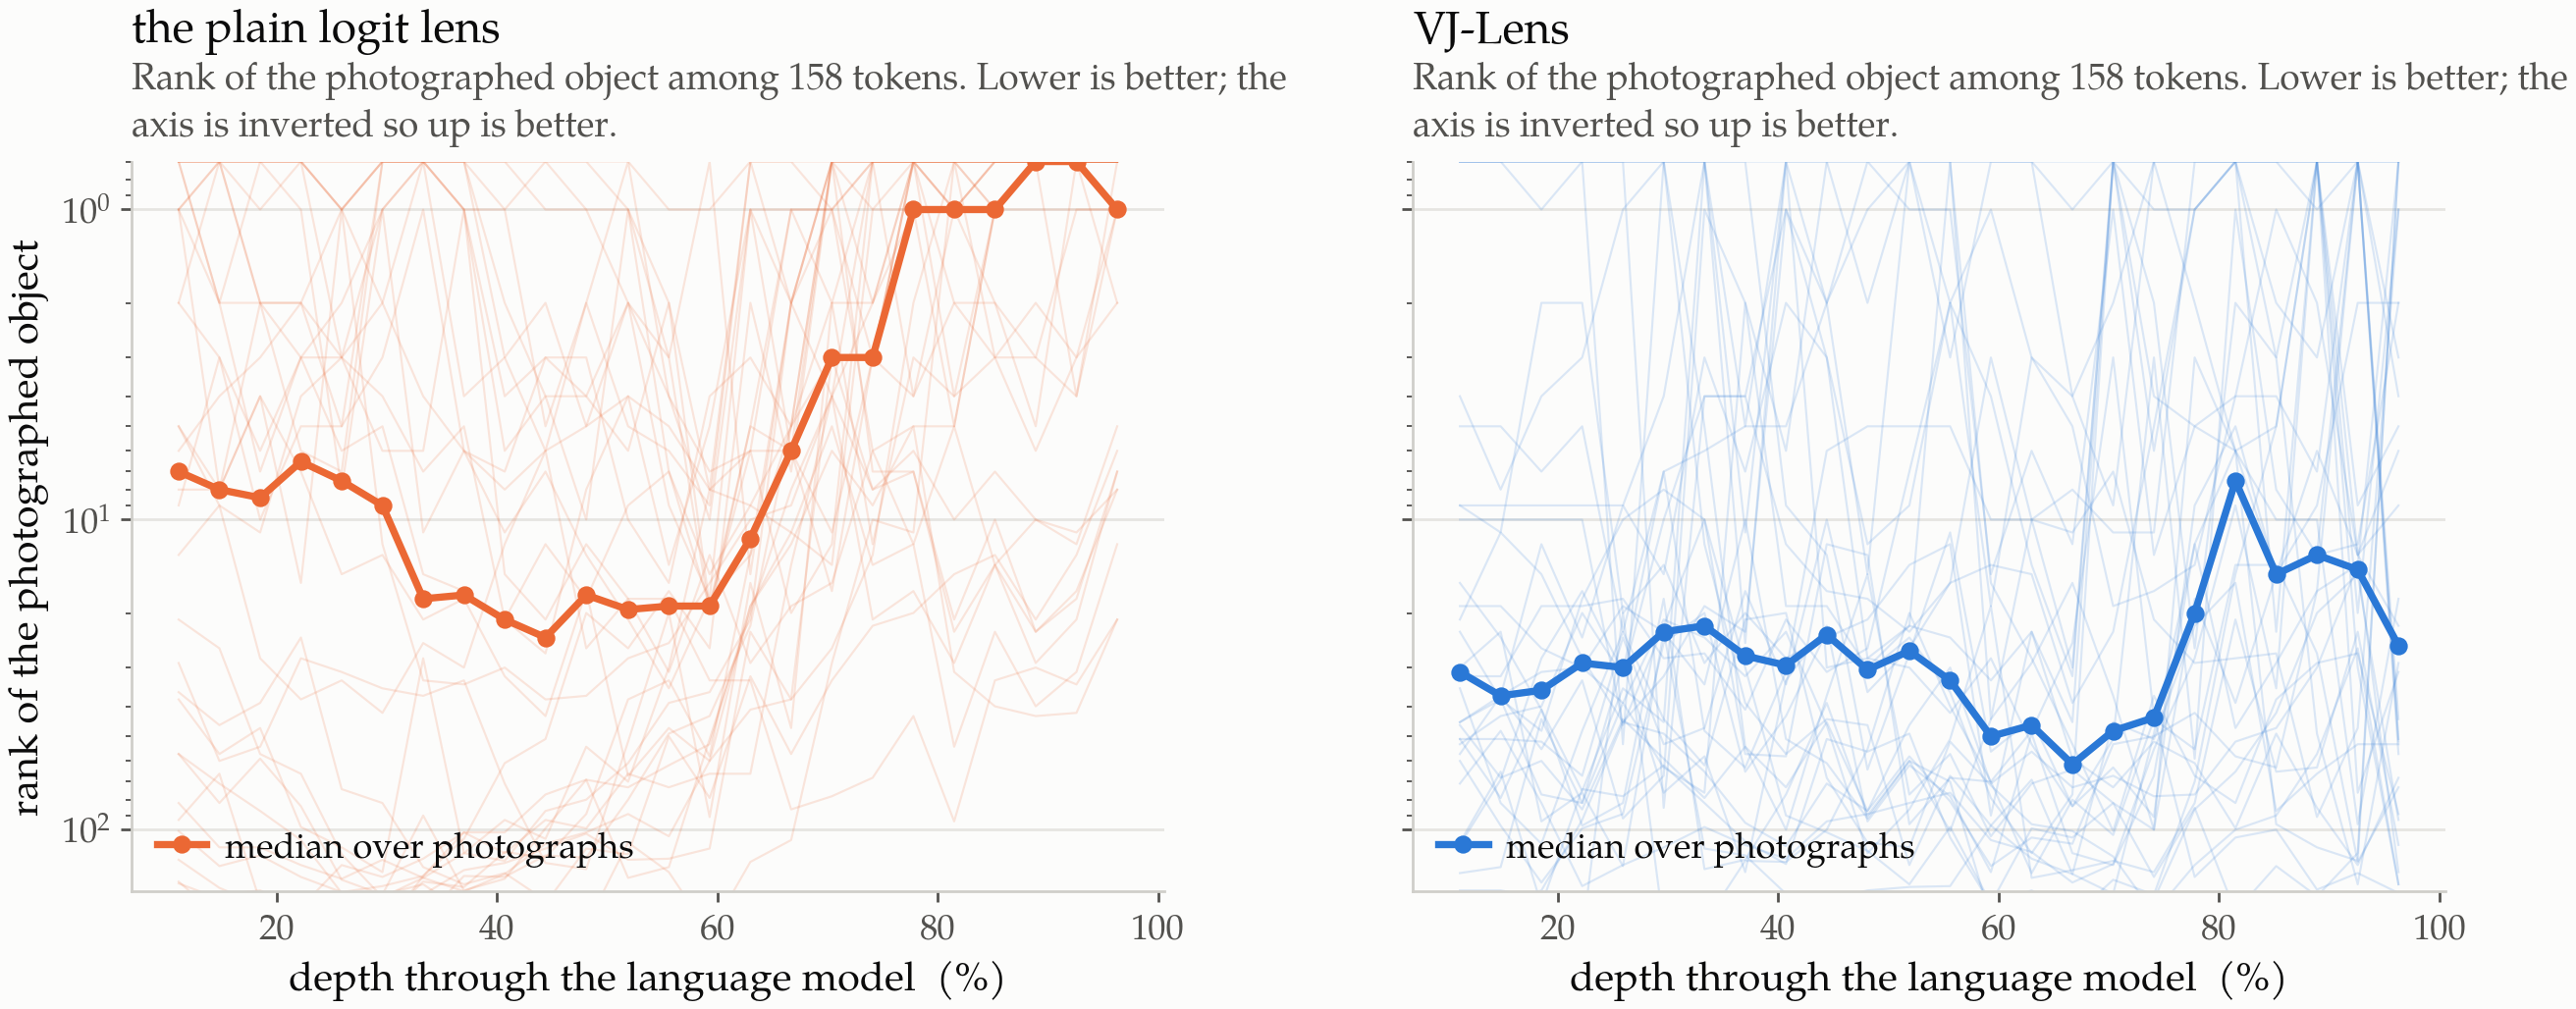 the plain logit lens
Rank of the photographed object among 158 tokens. Lower is better; the
axis is inverted so up is better.
rank of the photographed object
10⁰
10¹
10²
median over photographs
20 40 60 80 100
depth through the language model (%)
VJ-Lens
Rank of the photographed object among 158 tokens. Lower is better; the
axis is inverted so up is better.
median over photographs
20 40 60 80 100
depth through the language model (%)